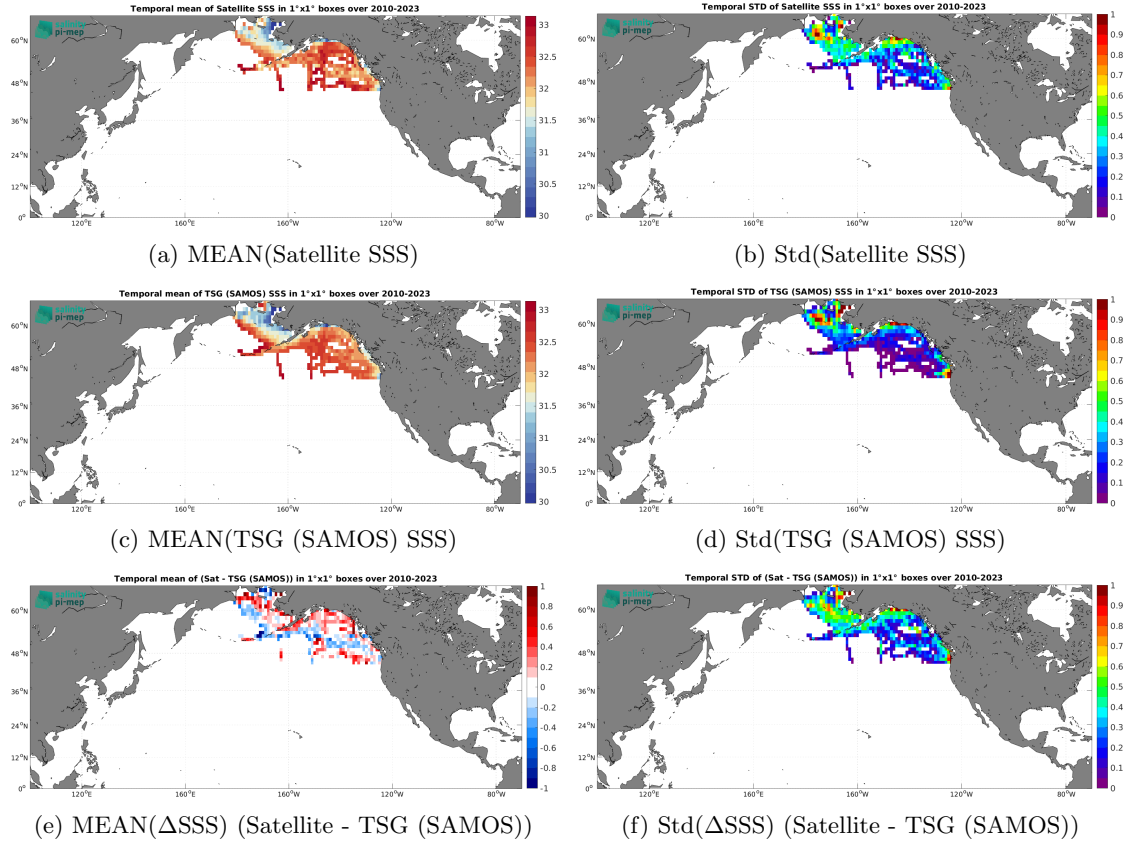 Temporal mean of Satellite SSS in 1°x1° boxes over 2010-2023
salinity
pi-mep
60°N
48°N
36°N
24°N
12°N
0°
120°E
160°E
160°W
120°W
80°W
33
32.5
32
31.5
31
30.5
30
(a) MEAN(Satellite SSS)
Temporal STD of Satellite SSS in 1°x1° boxes over 2010-2023
salinity
pi-mep
60°N
48°N
36°N
24°N
12°N
0°
120°E
160°E
160°W
120°W
80°W
1
0.9
0.8
0.7
0.6
0.5
0.4
0.3
0.2
0.1
0
(b) Std(Satellite SSS)
Temporal mean of TSG (SAMOS) SSS in 1°x1° boxes over 2010-2023
salinity
pi-mep
60°N
48°N
36°N
24°N
12°N
0°
120°E
160°E
160°W
120°W
80°W
33
32.5
32
31.5
31
30.5
30
(c) MEAN(TSG (SAMOS) SSS)
Temporal STD of TSG (SAMOS) SSS in 1°x1° boxes over 2010-2023
salinity
pi-mep
60°N
48°N
36°N
24°N
12°N
0°
120°E
160°E
160°W
120°W
80°W
1
0.9
0.8
0.7
0.6
0.5
0.4
0.3
0.2
0.1
0
(d) Std(TSG (SAMOS) SSS)
Temporal mean of (Sat - TSG (SAMOS)) in 1°x1° boxes over 2010-2023
salinity
pi-mep
60°N
48°N
36°N
24°N
12°N
0°
120°E
160°E
160°W
120°W
80°W
1
0.8
0.6
0.4
0.2
0.1
0
-0.1
-0.2
-0.4
-0.6
-0.8
-1
(e) MEAN(ΔSSS) (Satellite - TSG (SAMOS))
Temporal STD of (Sat - TSG (SAMOS)) in 1°x1° boxes over 2010-2023
salinity
pi-mep
60°N
48°N
36°N
24°N
12°N
0°
120°E
160°E
160°W
120°W
80°W
1
0.9
0.8
0.7
0.6
0.5
0.4
0.3
0.2
0.1
0
(f) Std(ΔSSS) (Satellite - TSG (SAMOS))